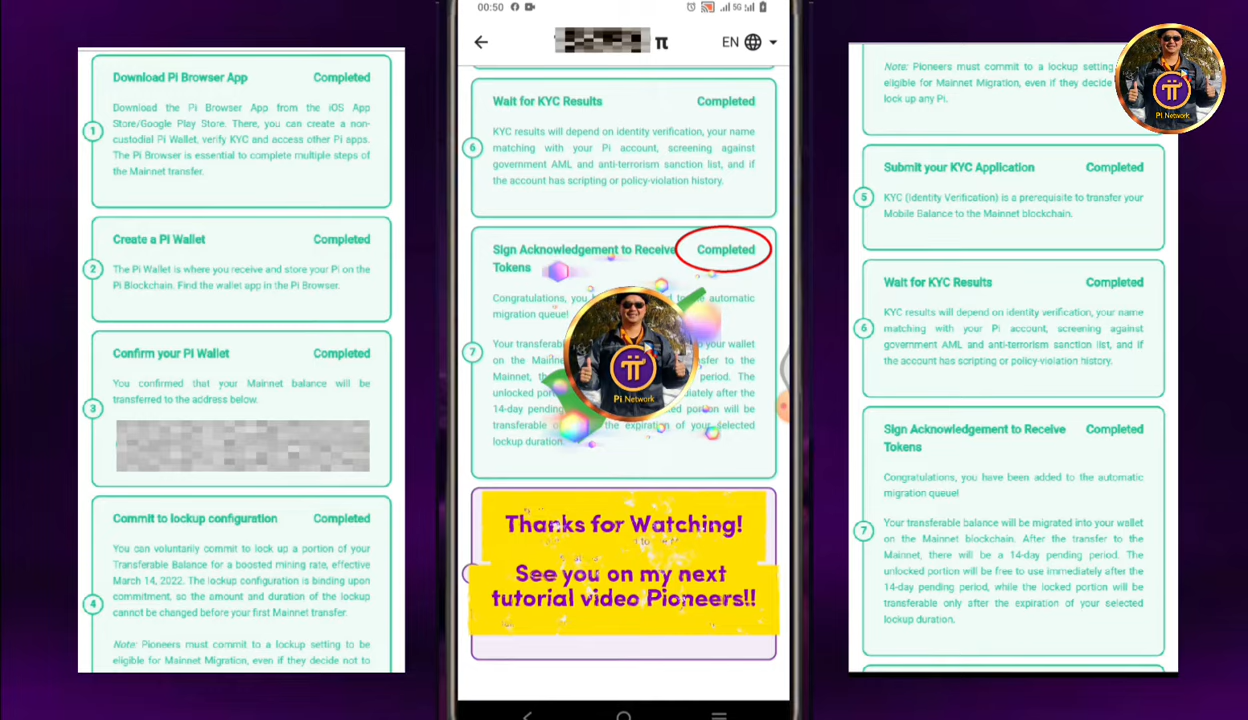 Download Pi Browser App Completed
Download the Pi Browser App from the iOS App
Store/Google Play Store. There, you can create a non-
custodial Pi Wallet, verify KYC and access other Pi apps.
The Pi Browser is essential to complete multiple steps of
the Mainnet transfer.
1
Create a Pi Wallet Completed
The Pi Wallet is where you receive and store your Pi on the
Pi Blockchain. Find the wallet app in the Pi Browser.
2
Confirm your Pi Wallet Completed
You confirmed that your Mainnet balance will be
transferred to the address below.
3
Commit to lockup configuration Completed
You can voluntarily commit to lock up a portion of your
Transferable Balance for a boosted mining rate, effective
March 14, 2022. The lockup configuration is binding upon
commitment, so the amount and duration of the lockup
cannot be changed before your first Mainnet transfer.
4
Note: Pioneers must commit to a lockup setting to be
eligible for Mainnet Migration, even if they decide not to
00:50 5G
π EN
Wait for KYC Results Completed
KYC results will depend on identity verification, your name
matching with your Pi account, screening against
government AML and anti-terrorism sanction list, and if
the account has scripting or policy-violation history.
6
Sign Acknowledgement to Receive Completed
Tokens
Congratulations, you automatic
migration queue!
Your transferable your wallet
on the Mainnet to the
Mainnet, period. The
unlocked after the
14-day pending portion will be
transferable the expiration of your selected
lockup duration.
7
Pi Network
Thanks for Watching!
See you on my next
tutorial video Pioneers!!
Note: Pioneers must commit to a lockup setting
eligible for Mainnet Migration, even if they decide
lock up any Pi.
Pi Network
Submit your KYC Application Completed
KYC (Identity Verification) is a prerequisite to transfer your
Mobile Balance to the Mainnet blockchain.
5
Wait for KYC Results Completed
KYC results will depend on identity verification, your name
matching with your Pi account, screening against
government AML and anti-terrorism sanction list, and if
the account has scripting or policy-violation history.
6
Sign Acknowledgement to Receive Completed
Tokens
Congratulations, you have been added to the automatic
migration queue!
Your transferable balance will be migrated into your wallet
on the Mainnet blockchain. After the transfer to the
Mainnet, there will be a 14-day pending period. The
unlocked portion will be free to use immediately after the
14-day pending period, while the locked portion will be
transferable only after the expiration of your selected
lockup duration.
7